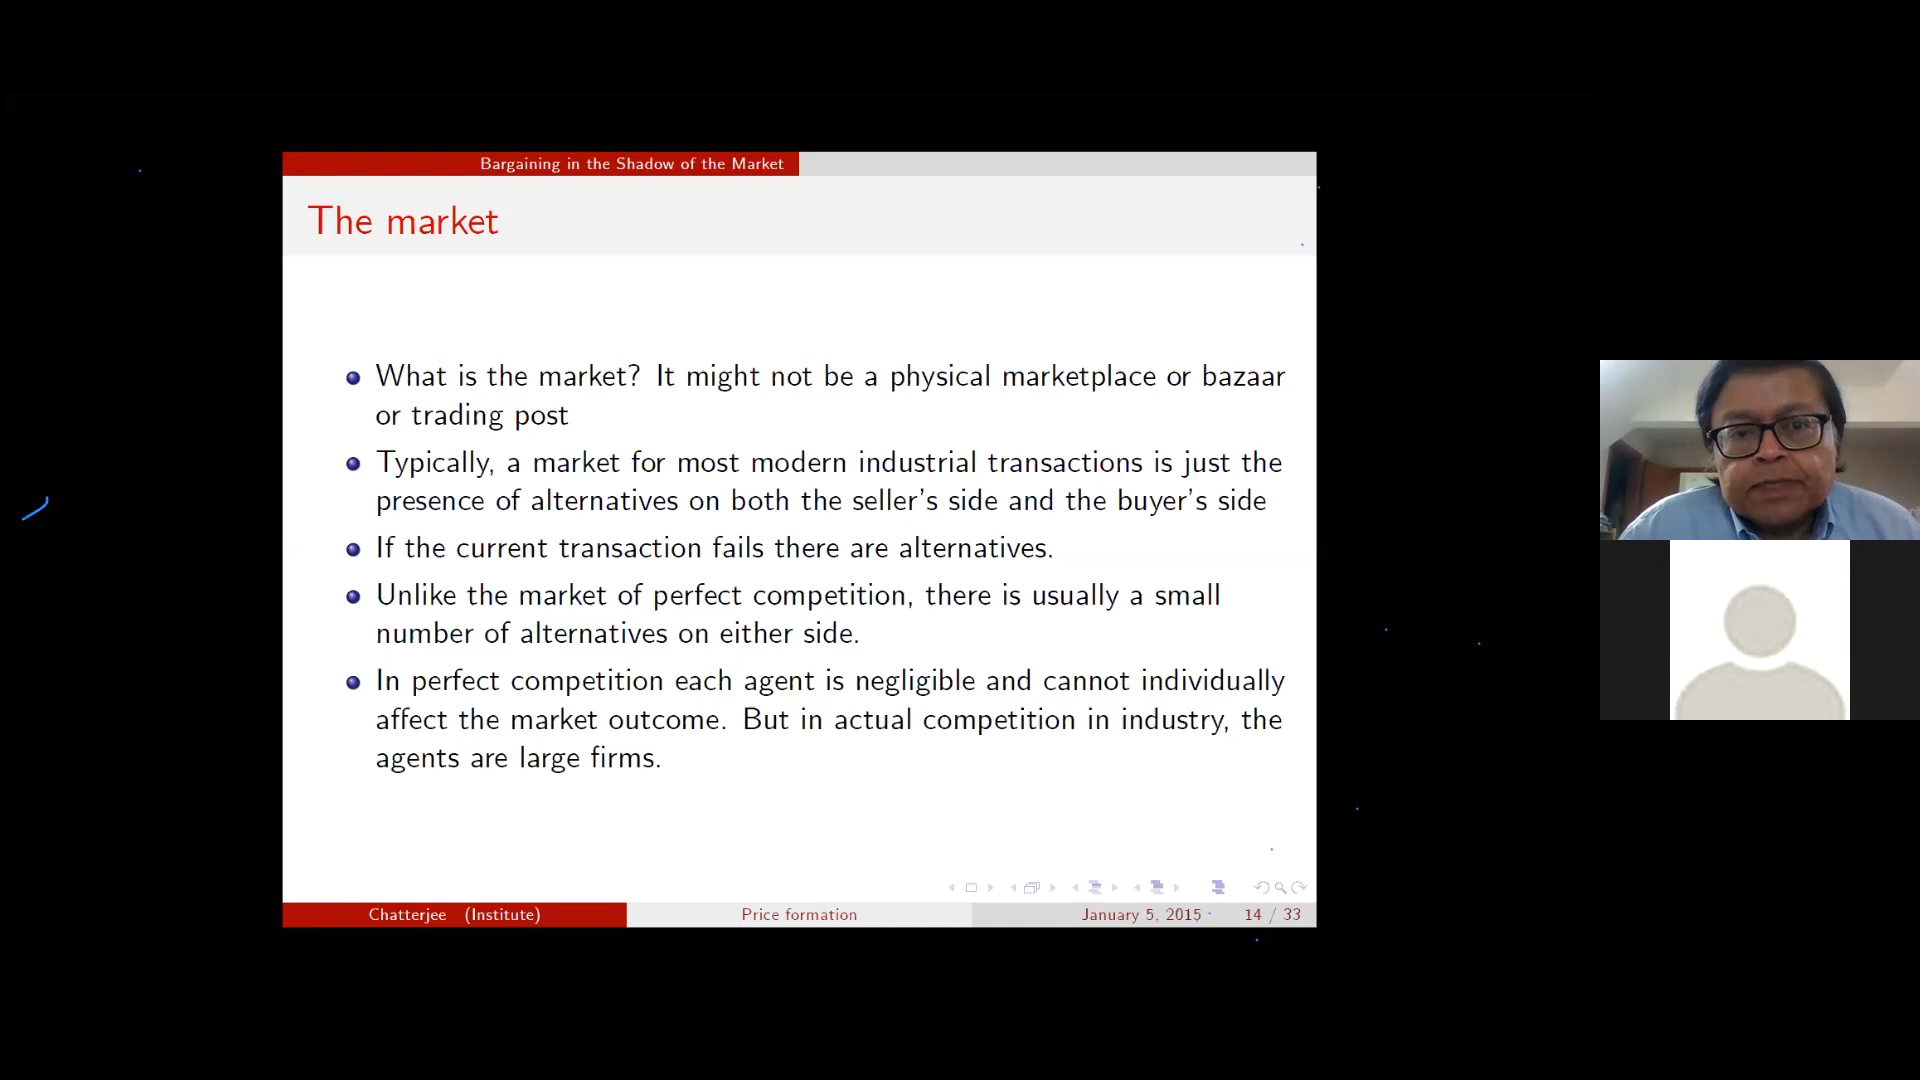 Bargaining in the Shadow of the Market
The market
What is the market? It might not be a physical marketplace or bazaar
or trading post
Typically, a market for most modern industrial transactions is just the
presence of alternatives on both the seller's side and the buyer's side
If the current transaction fails there are alternatives.
Unlike the market of perfect competition, there is usually a small
number of alternatives on either side.
In perfect competition each agent is negligible and cannot individually
affect the market outcome. But in actual competition in industry, the
agents are large firms.
Chatterjee (Institute) Price formation January 5, 2015 14 / 33